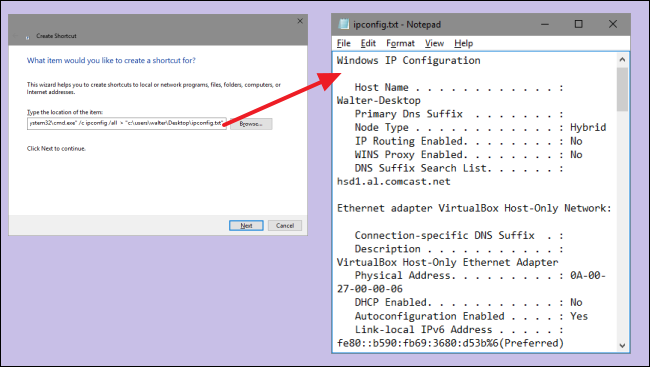 Create Shortcut
What item would you like to create a shortcut for?
This wizard helps you to create shortcuts to local or network programs, files, folders, computers, or
Internet addresses.
Type the location of the item:
ystem32\cmd.exe" /c ipconfig /all > "c:\users\walter\Desktop\ipconfig.txt"
Browse...
Click Next to continue.
Next
Cancel
ipconfig.txt - Notepad
File Edit Format View Help
Windows IP Configuration
Host Name . . . . . . . . . . . . :
Walter-Desktop
Primary Dns Suffix  . . . . . . . :
Node Type . . . . . . . . . . . . : Hybrid
IP Routing Enabled. . . . . . . . : No
WINS Proxy Enabled. . . . . . . . : No
DNS Suffix Search List. . . . . . :
hsd1.al.comcast.net
Ethernet adapter VirtualBox Host-Only Network:
Connection-specific DNS Suffix  . :
Description . . . . . . . . . . . :
VirtualBox Host-Only Ethernet Adapter
Physical Address. . . . . . . . . : 0A-00-
27-00-00-06
DHCP Enabled. . . . . . . . . . . : No
Autoconfiguration Enabled . . . . : Yes
Link-local IPv6 Address . . . . . :
fe80::b590:fb69:3680:d53b%6(Preferred)